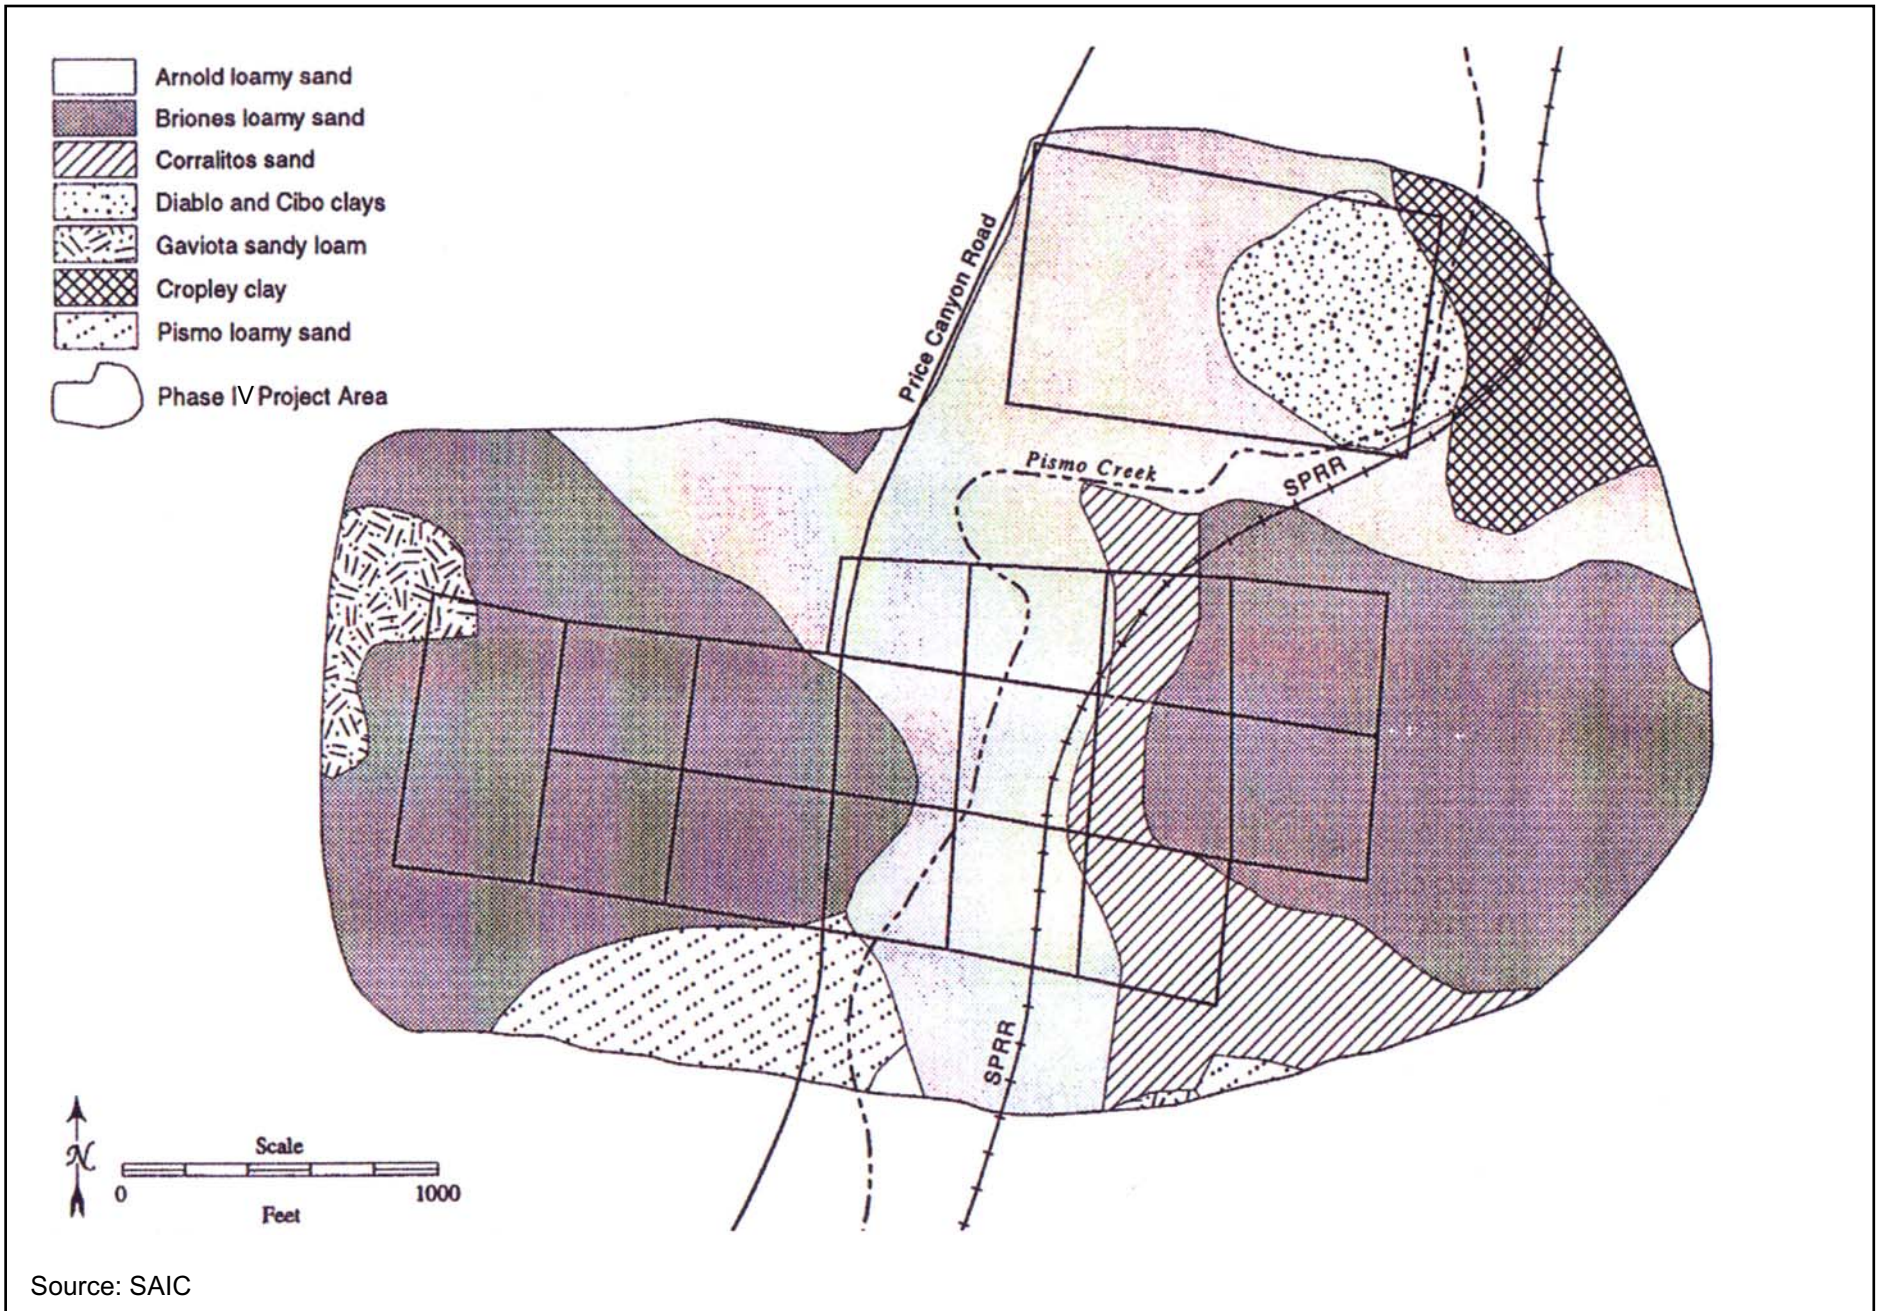 Arnold loamy sand
Briones loamy sand
Corralitos sand
Diablo and Cibo clays
Gaviota sandy loam
Cropley clay
Pismo loamy sand
Phase IV Project Area
Price Canyon Road
Pismo Creek
SPRR
SPRR
N
Scale
0 1000
Feet
Source: SAIC